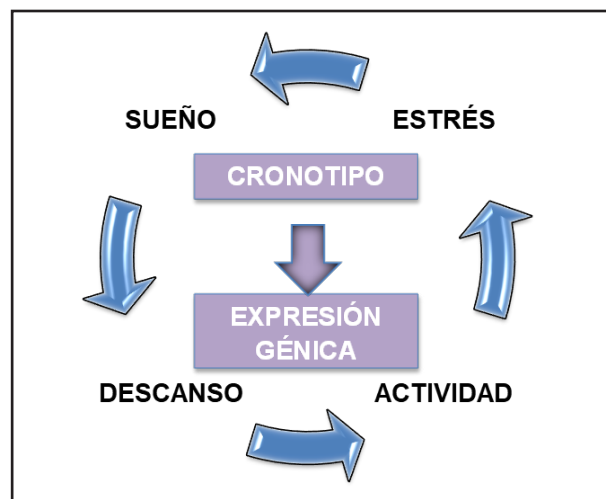 SUEÑO
ESTRÉS
CRONOTIPO
EXPRESIÓN
GÉNICA
DESCANSO
ACTIVIDAD